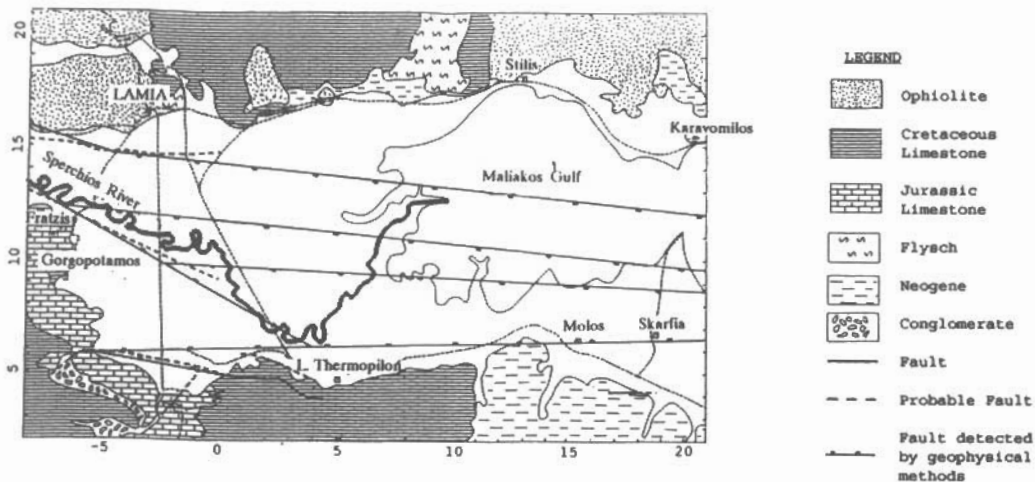 20
15
10
5
LAMIA
Stilis
Karavomilos
Maliakos Gulf
Sperchios River
Fratzis
Gorgopotamos
Molos
Skarfia
L. Thermopilon
-5
0
5
10
15
20
LEGEND
Ophiolite
Cretaceous
Limestone
Jurassic
Limestone
Flysch
Neogene
Conglomerate
Fault
Probable Fault
Fault detected
by geophysical
methods